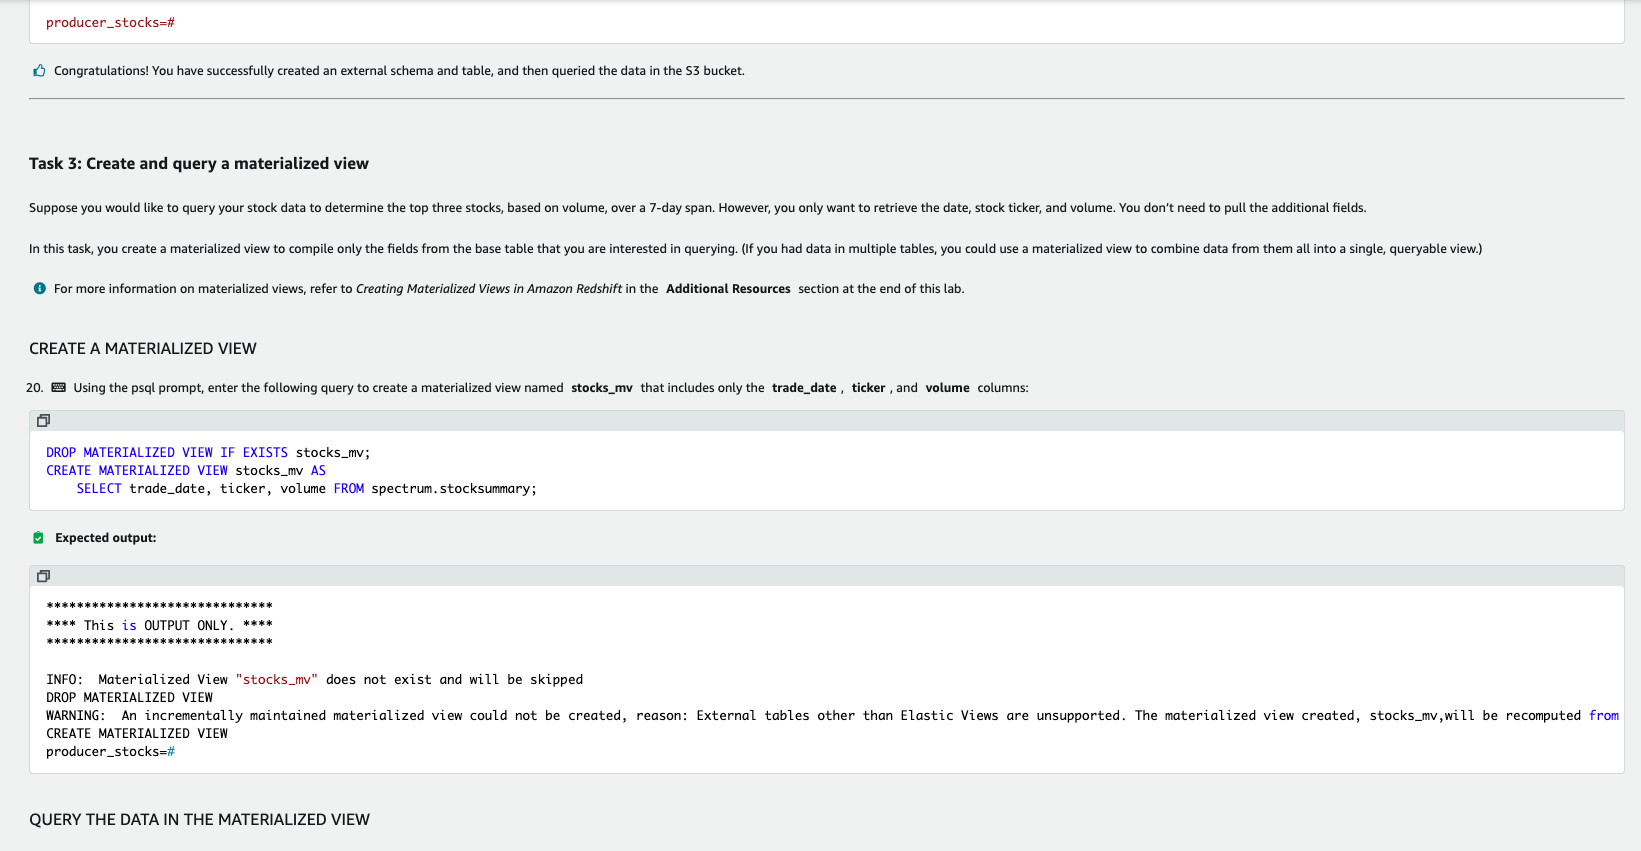 producer_stocks=#
Congratulations! You have successfully created an external schema and table, and then queried the data in the S3 bucket.
Task 3: Create and query a materialized view
Suppose you would like to query your stock data to determine the top three stocks, based on volume, over a 7-day span. However, you only want to retrieve the date, stock ticker, and volume. You don’t need to pull the additional fields.
In this task, you create a materialized view to compile only the fields from the base table that you are interested in querying. (If you had data in multiple tables, you could use a materialized view to combine data from them all into a single, queryable view.)
For more information on materialized views, refer to Creating Materialized Views in Amazon Redshift in the Additional Resources section at the end of this lab.
CREATE A MATERIALIZED VIEW
20. Using the psql prompt, enter the following query to create a materialized view named stocks_mv that includes only the trade_date , ticker , and volume columns:
DROP MATERIALIZED VIEW IF EXISTS stocks_mv;
CREATE MATERIALIZED VIEW stocks_mv AS
SELECT trade_date, ticker, volume FROM spectrum.stocksummary;
Expected output:
******************************
**** This is OUTPUT ONLY. ****
******************************
INFO:  Materialized View "stocks_mv" does not exist and will be skipped
DROP MATERIALIZED VIEW
WARNING:  An incrementally maintained materialized view could not be created, reason: External tables other than Elastic Views are unsupported. The materialized view created, stocks_mv,will be recomputed from
CREATE MATERIALIZED VIEW
producer_stocks=#
QUERY THE DATA IN THE MATERIALIZED VIEW